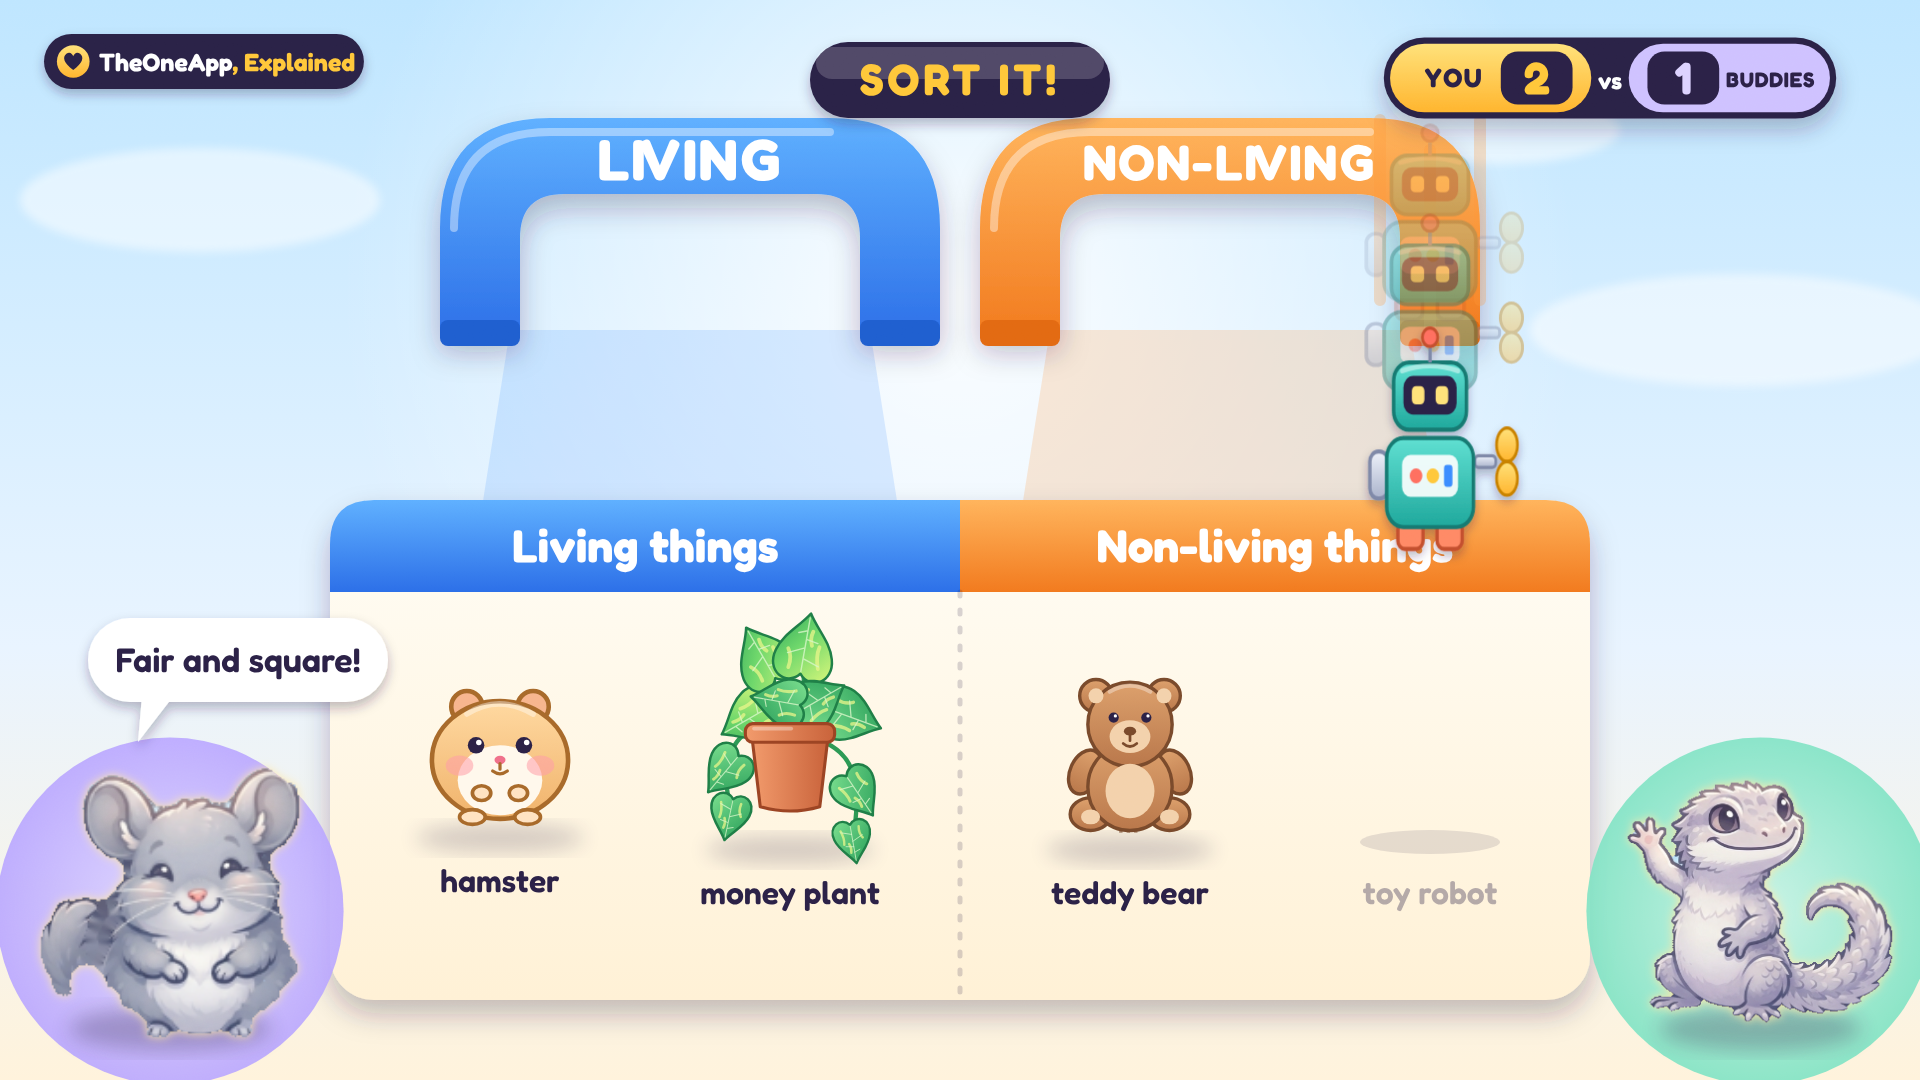 TheOneApp, Explained
SORT IT!
YOU 2 vs 1 BUDDIES
LIVING
NON-LIVING
Living things
Non-living things
Fair and square!
hamster
money plant
teddy bear
toy robot